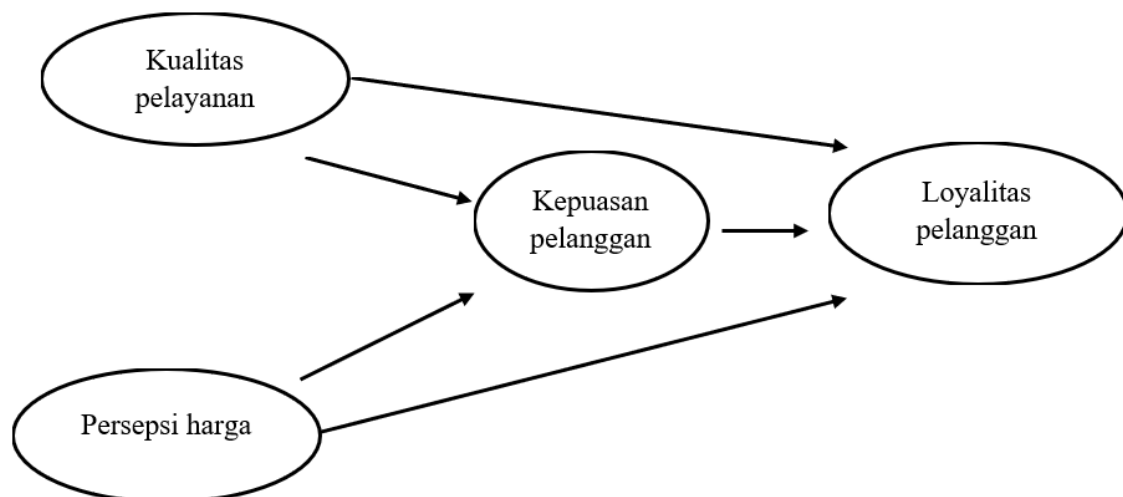 Kualitas
pelayanan
Kepuasan
pelanggan
Loyalitas
pelanggan
Persepsi harga